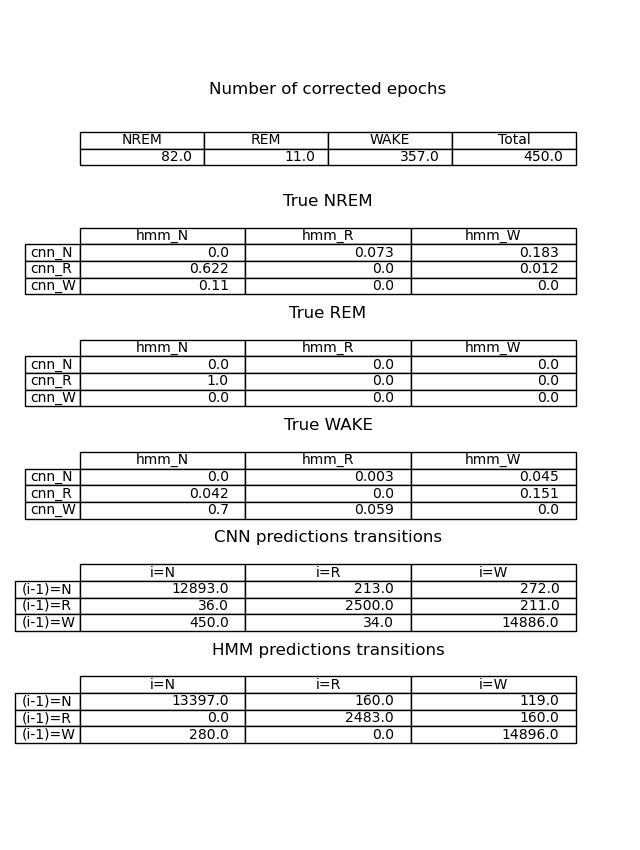 Number of corrected epochs
NREM REM WAKE Total
82.0 11.0 357.0 450.0
True NREM
hmm_N hmm_R hmm_W
cnn_N 0.0 0.073 0.183
cnn_R 0.622 0.0 0.012
cnn_W 0.11 0.0 0.0
True REM
hmm_N hmm_R hmm_W
cnn_N 0.0 0.0 0.0
cnn_R 1.0 0.0 0.0
cnn_W 0.0 0.0 0.0
True WAKE
hmm_N hmm_R hmm_W
cnn_N 0.0 0.003 0.045
cnn_R 0.042 0.0 0.151
cnn_W 0.7 0.059 0.0
CNN predictions transitions
i=N i=R i=W
(i-1)=N 12893.0 213.0 272.0
(i-1)=R 36.0 2500.0 211.0
(i-1)=W 450.0 34.0 14886.0
HMM predictions transitions
i=N i=R i=W
(i-1)=N 13397.0 160.0 119.0
(i-1)=R 0.0 2483.0 160.0
(i-1)=W 280.0 0.0 14896.0